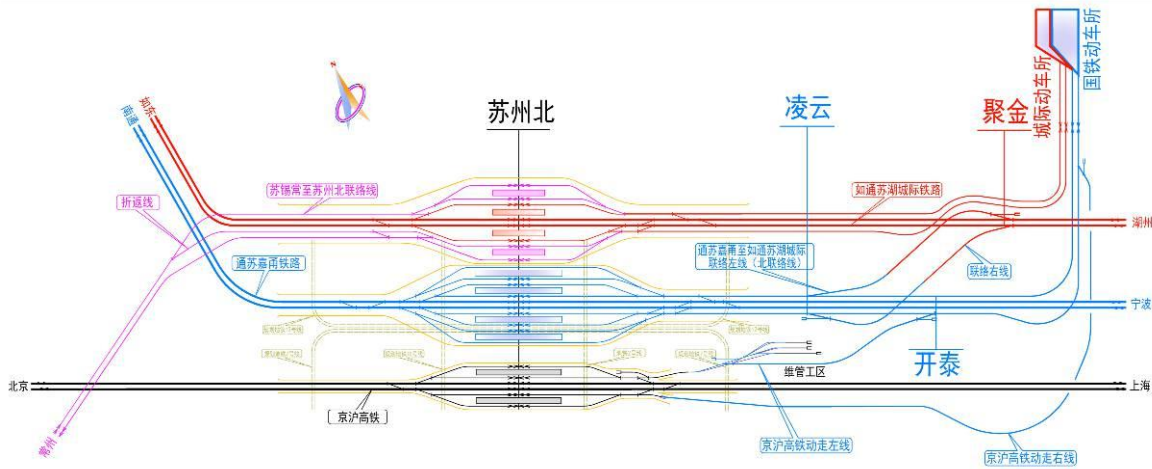 苏州北
凌云
聚金
城际动车所
国铁动车所
如东
南通
苏锡常至苏州北联络线
如通苏湖城际铁路
折返线
湖州
通苏嘉甬铁路
通苏嘉甬至如通苏湖城际
联络左线（北联络线）
联络右线
宁波
开泰
维管工区
北京
上海
京沪高铁
常州
京沪高铁动走左线
京沪高铁动走右线